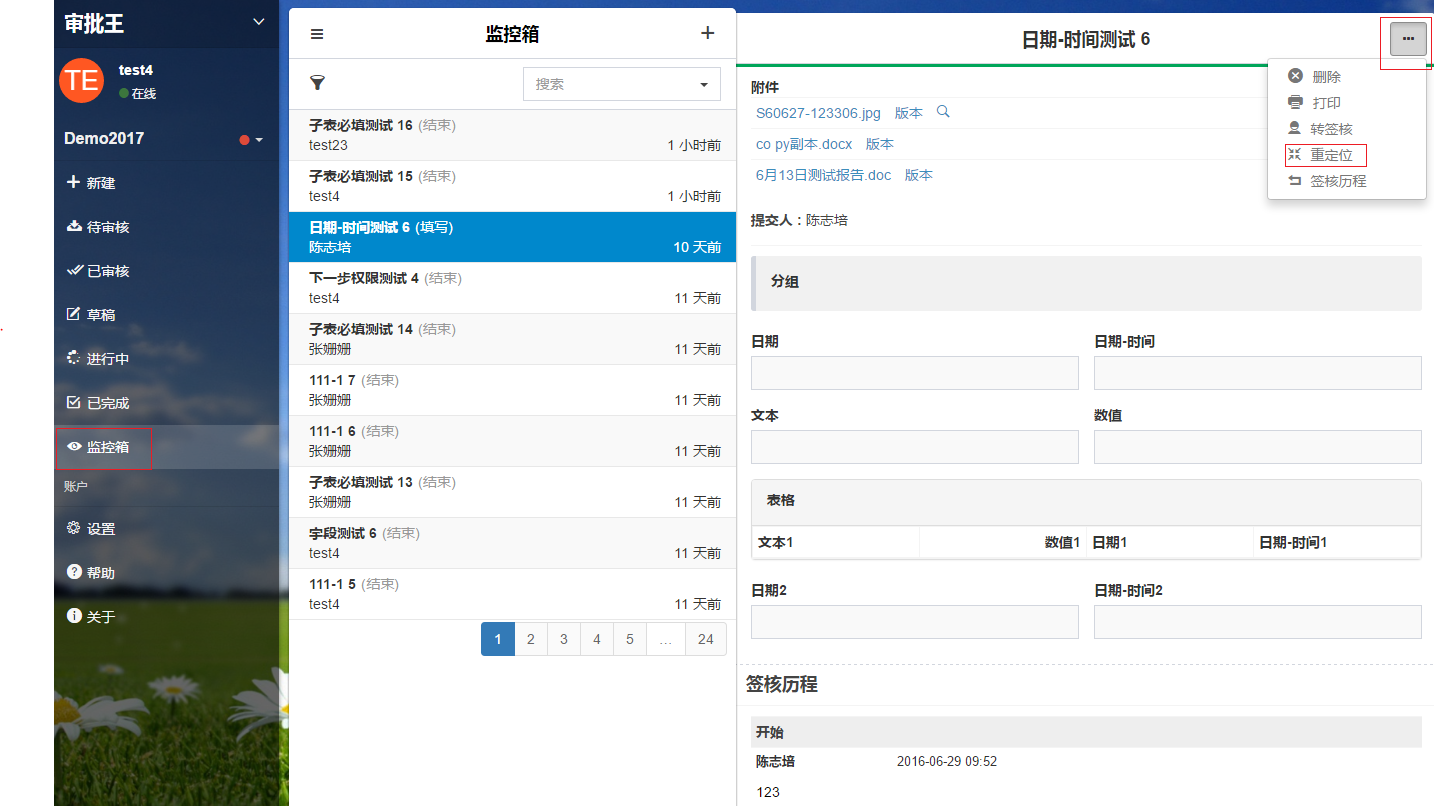 审批王
TE
test4
在线
Demo2017
新建
待审核
已审核
草稿
进行中
已完成
监控箱
账户
设置
帮助
关于
监控箱
搜索
子表必填测试 16 (结束)
test23 1 小时前
子表必填测试 15 (结束)
test4 1 小时前
日期-时间测试 6 (填写)
陈志培 10 天前
下一步权限测试 4 (结束)
test4 11 天前
子表必填测试 14 (结束)
张姗姗 11 天前
111-1 7 (结束)
张姗姗 11 天前
111-1 6 (结束)
张姗姗 11 天前
子表必填测试 13 (结束)
张姗姗 11 天前
字段测试 6 (结束)
test4 11 天前
111-1 5 (结束)
test4 11 天前
1 2 3 4 5 … 24
日期-时间测试 6
删除
打印
转签核
重定位
签核历程
附件
S60627-123306.jpg 版本
co py副本.docx 版本
6月13日测试报告.doc 版本
提交人：陈志培
分组
日期 日期-时间
文本 数值
表格
文本1 数值1 日期1 日期-时间1
日期2 日期-时间2
签核历程
开始
陈志培 2016-06-29 09:52
123